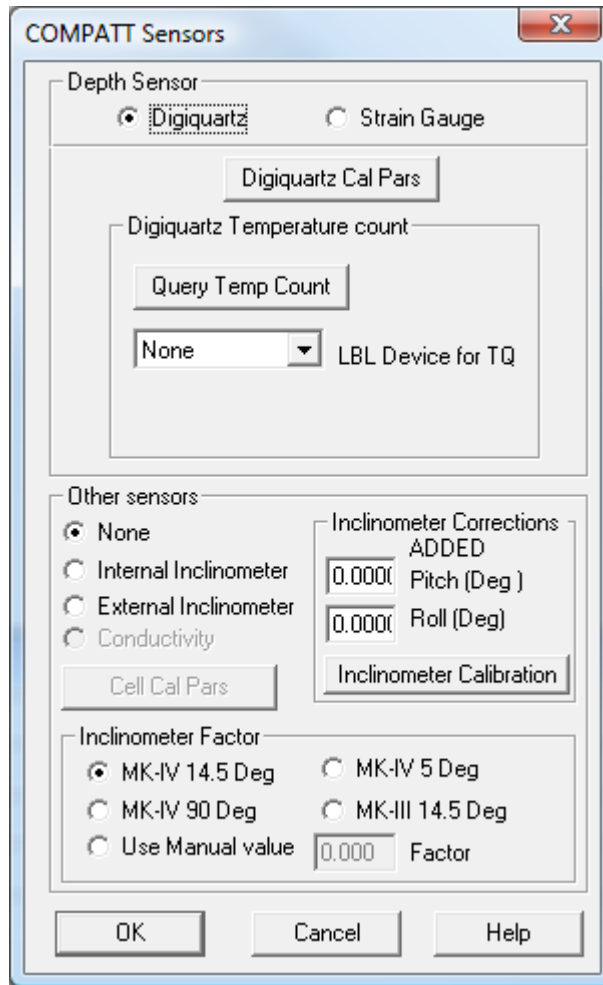 COMPATT Sensors
Depth Sensor
Digiquartz Strain Gauge
Digiquartz Cal Pars
Digiquartz Temperature count
Query Temp Count
None LBL Device for TQ
Other sensors
None
Internal Inclinometer
External Inclinometer
Conductivity
Cell Cal Pars
Inclinometer Corrections
ADDED
0.000( Pitch (Deg )
0.000( Roll (Deg)
Inclinometer Calibration
Inclinometer Factor
MK-IV 14.5 Deg MK-IV 5 Deg
MK-IV 90 Deg MK-III 14.5 Deg
Use Manual value 0.000 Factor
OK Cancel Help